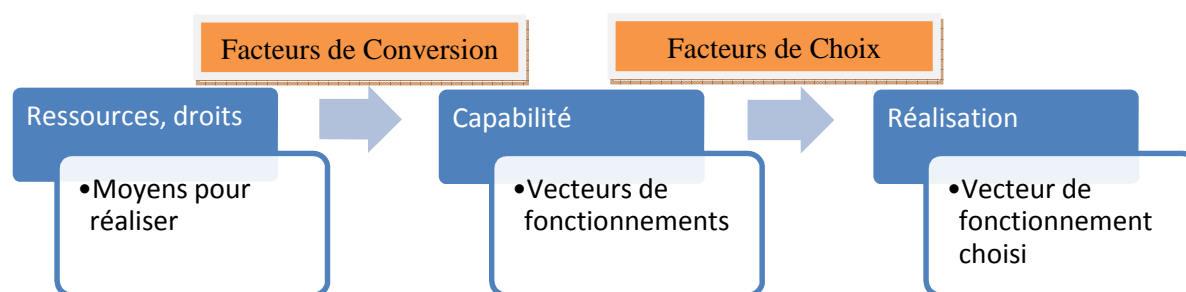 Facteurs de Conversion
Facteurs de Choix
Ressources, droits
Capabilité
Réalisation
•Moyens pour
réaliser
•Vecteurs de
fonctionnements
•Vecteur de
fonctionnement
choisi